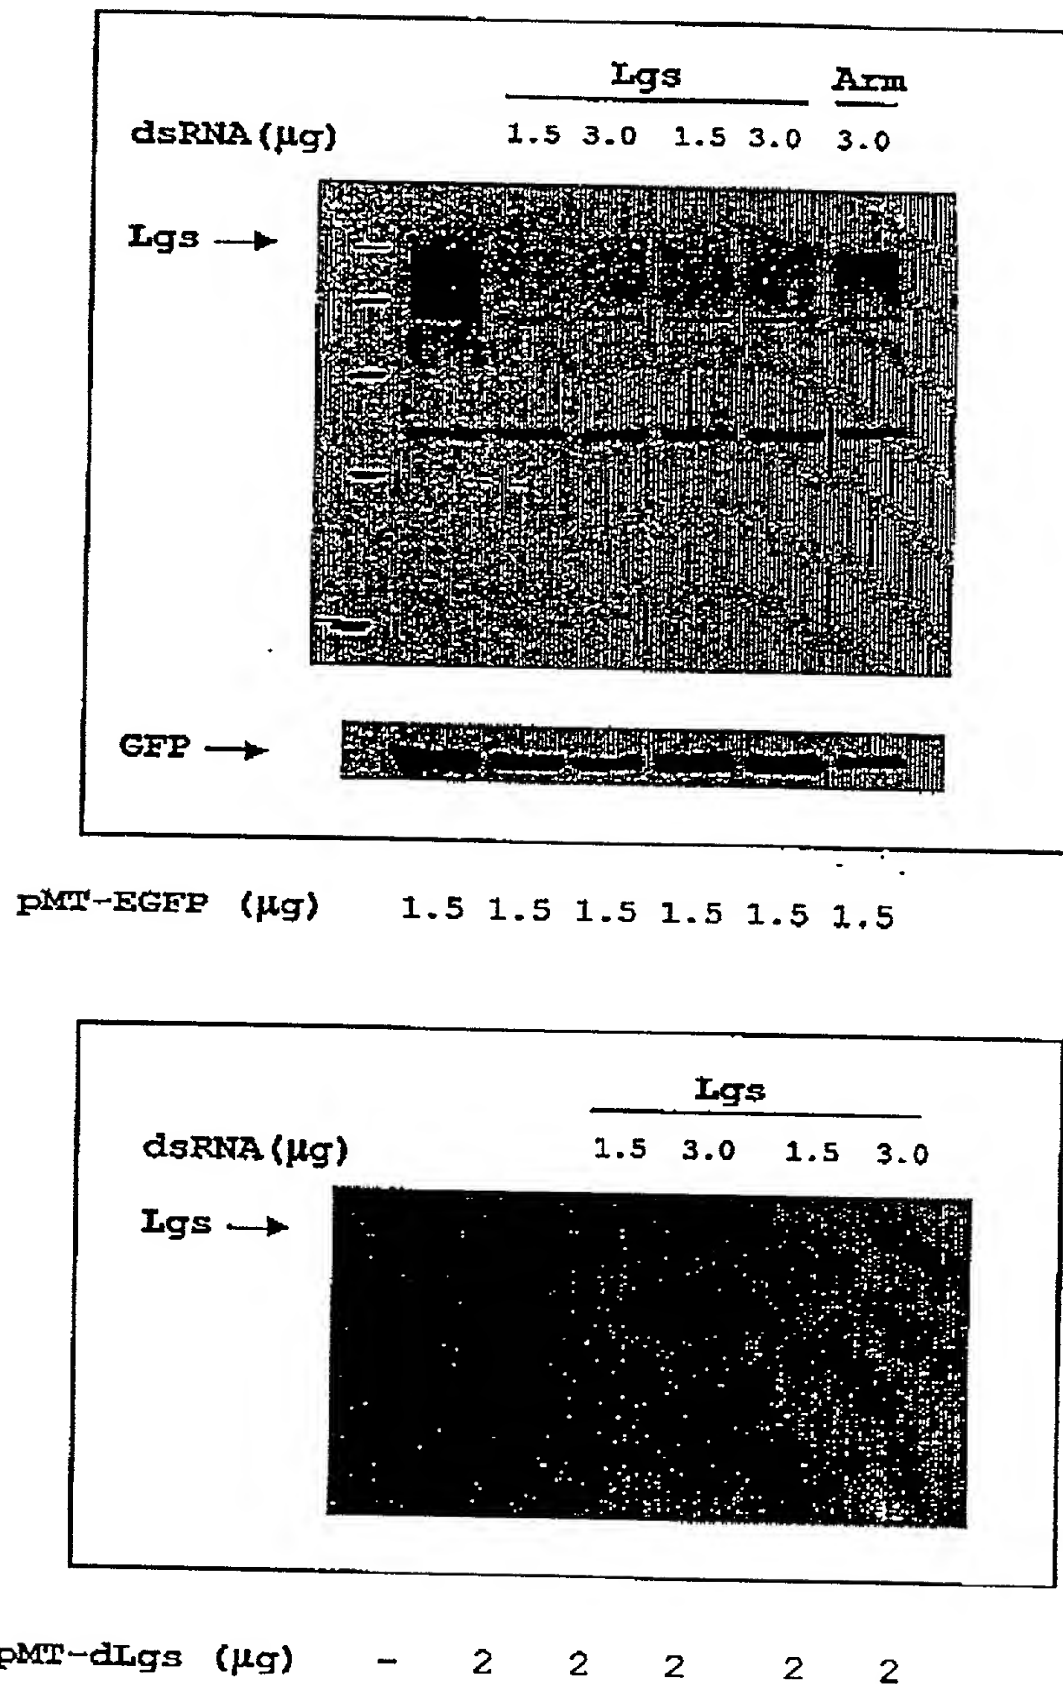 Lgs Arm
dsRNA(µg) 1.5 3.0 1.5 3.0 3.0
Lgs
GFP
pMT-EGFP (µg) 1.5 1.5 1.5 1.5 1.5 1.5
Lgs
dsRNA(µg) 1.5 3.0 1.5 3.0
Lgs
pMT-dLgs (µg) - 2 2 2 2 2